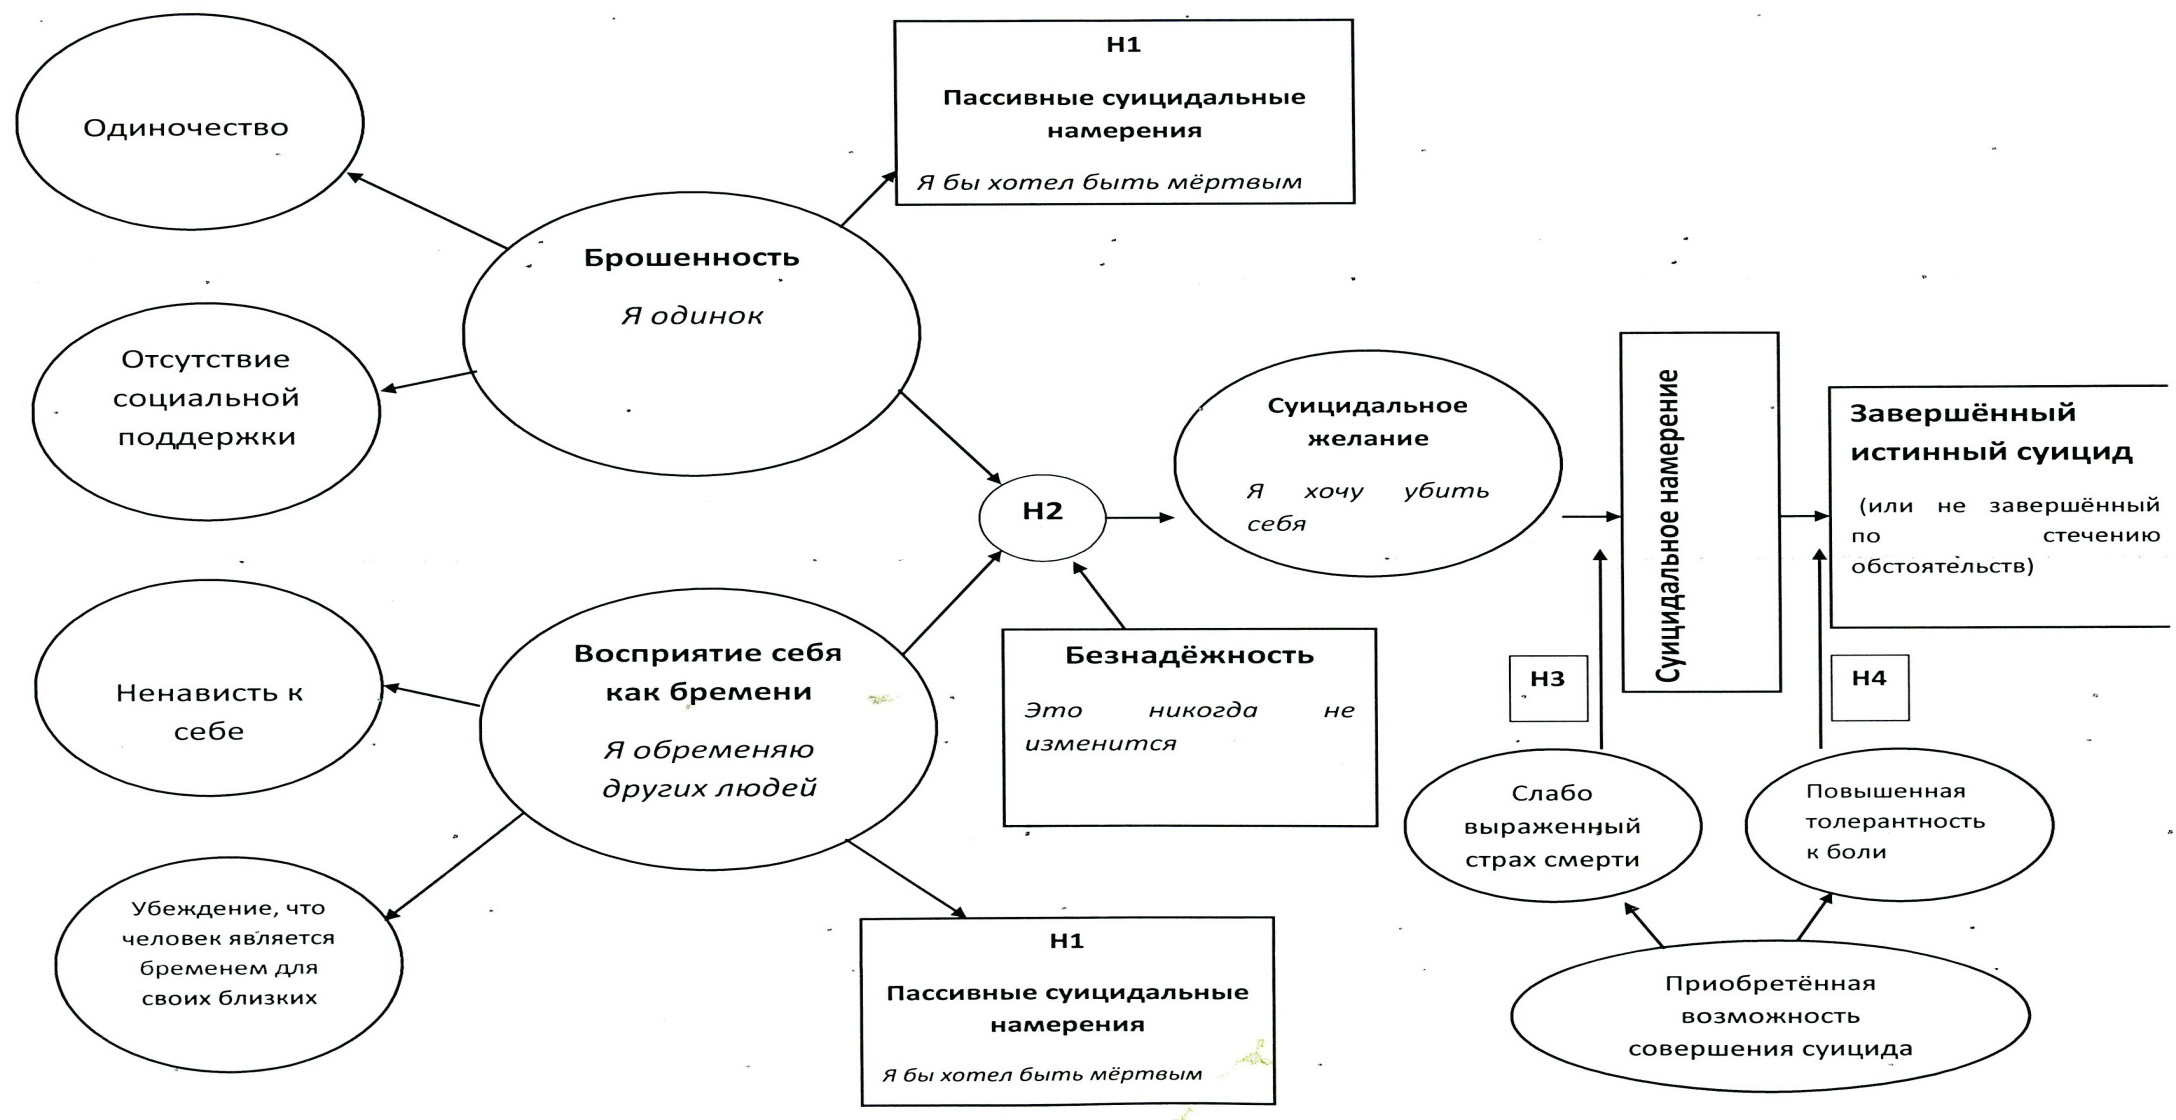 Одиночество
Н1
Пассивные суицидальные
намерения
Я бы хотел быть мёртвым
Брошенность
Я одинок
Отсутствие
социальной
поддержки
Суицидальное
желание
Я хочу убить
себя
Суицидальное намерение
Завершённый
истинный суицид
(или не завершённый
по стечению
обстоятельств)
Н2
Ненависть к
себе
Восприятие себя
как бремени
Я обременяю
других людей
Безнадёжность
Это никогда не
изменится
Н3
Н4
Слабо
выраженный
страх смерти
Повышенная
толерантность
к боли
Убеждение, что
человек является
бременем для
своих близких
Н1
Пассивные суицидальные
намерения
Я бы хотел быть мёртвым
Приобретённая
возможность
совершения суицида